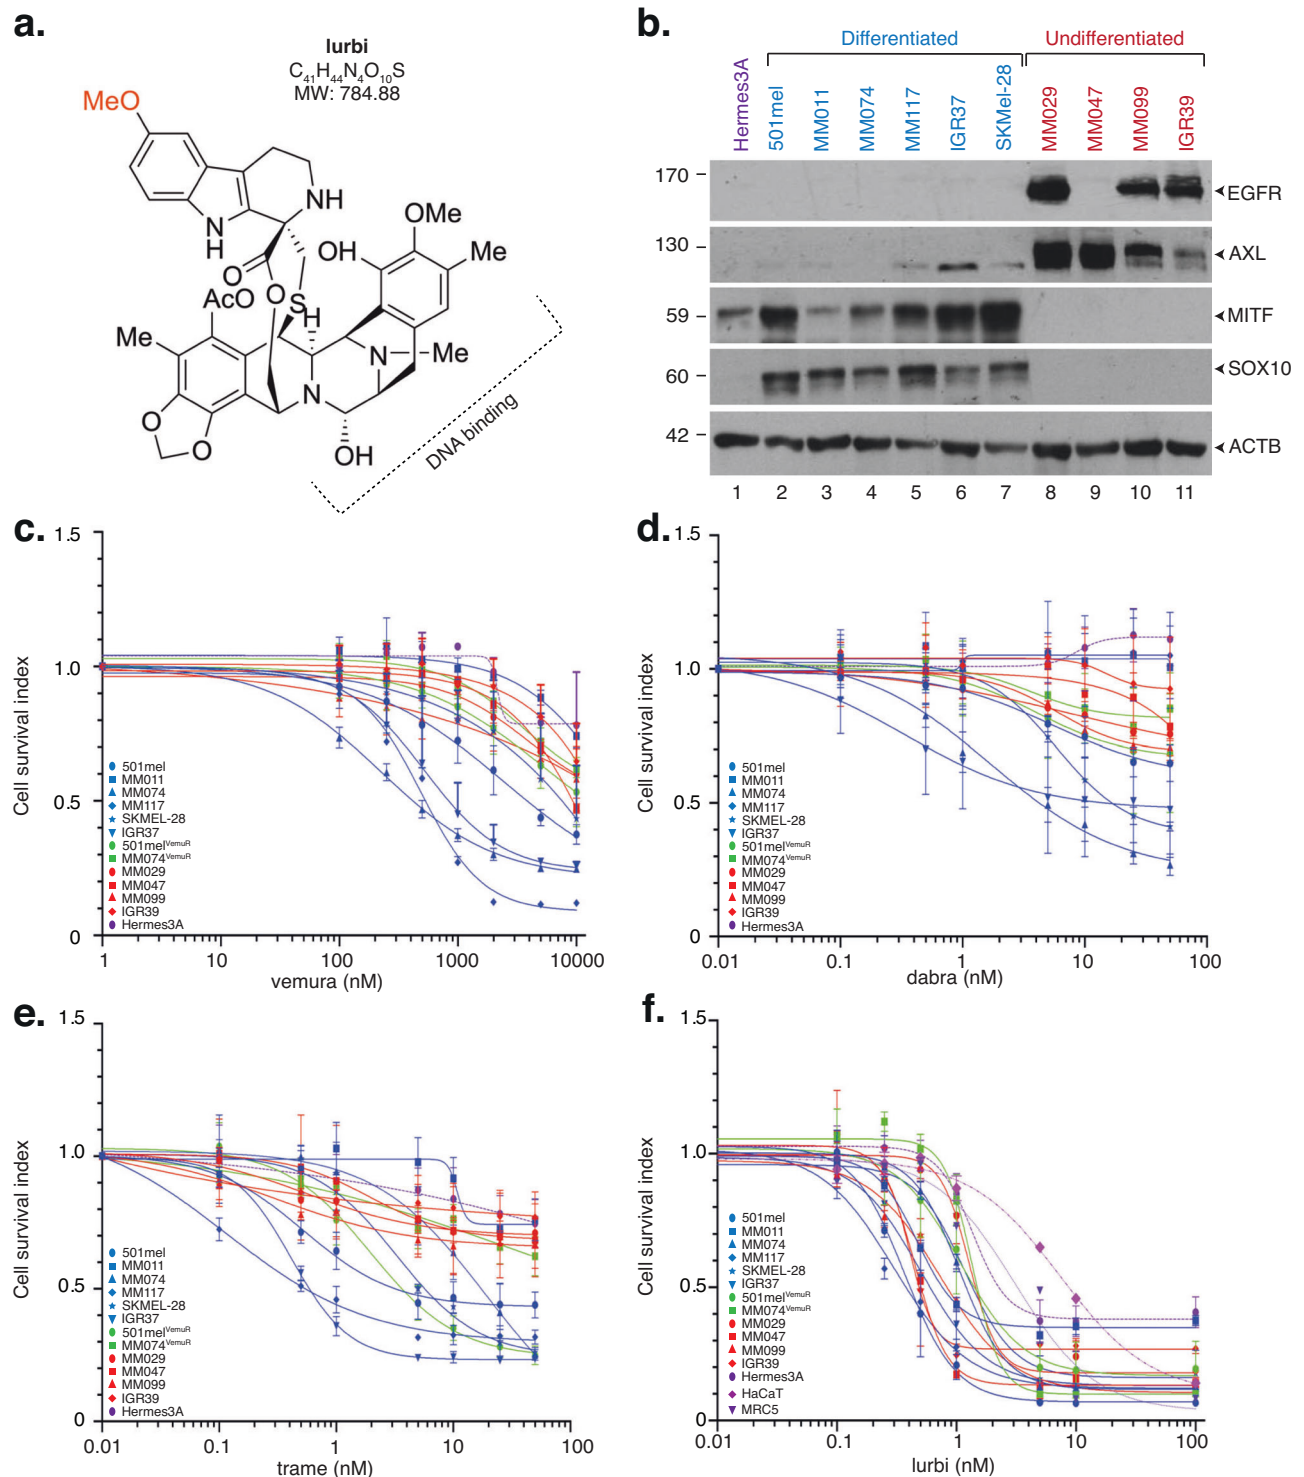 a.
lurbi
C41H44N4O10S
MW: 784.88
MeO
NH
N
H
OMe
OH
Me
O
O
S
H
AcO
Me
N
Me
N
O
O
OH
DNA binding
b.
Differentiated
Undifferentiated
Hermes3A
501mel
MM011
MM074
MM117
IGR37
SKMel-28
MM029
MM047
MM099
IGR39
170
EGFR
130
AXL
59
MITF
60
SOX10
42
ACTB
1 2 3 4 5 6 7 8 9 10 11
c.
1.5
1.0
0.5
0
Cell survival index
501mel
MM011
MM074
MM117
SKMEL-28
IGR37
501melVemuR
MM074VemuR
MM029
MM047
MM099
IGR39
Hermes3A
1 10 100 1000 10000
vemura (nM)
d.
1.5
1.0
0.5
0
Cell survival index
501mel
MM011
MM074
MM117
SKMEL-28
IGR37
501melVemuR
MM074VemuR
MM029
MM047
MM099
IGR39
Hermes3A
0.01 0.1 1 10 100
dabra (nM)
e.
1.5
1.0
0.5
0
Cell survival index
501mel
MM011
MM074
MM117
SKMEL-28
IGR37
501melVemuR
MM074VemuR
MM029
MM047
MM099
IGR39
Hermes3A
0.01 0.1 1 10 100
trame (nM)
f.
1.5
1.0
0.5
0
Cell survival index
501mel
MM011
MM074
MM117
SKMEL-28
IGR37
501melVemuR
MM074VemuR
MM029
MM047
MM099
IGR39
Hermes3A
HaCaT
MRC5
0.01 0.1 1 10 100
lurbi (nM)